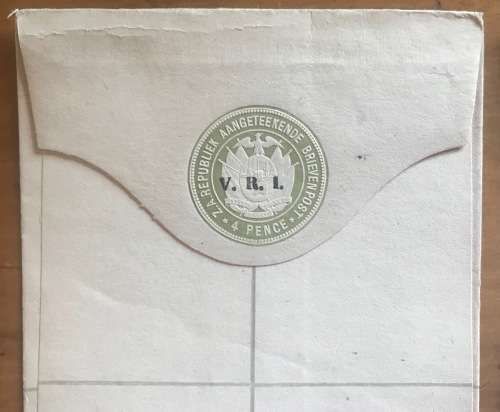 Z.A. REPUBLIEK AANGETEEKENDE BRIEVENPOST
V. R. I.
* 4 PENCE *